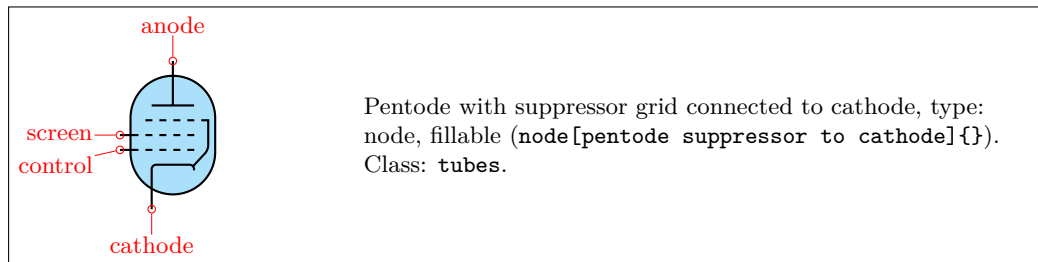 anode
screen
control
cathode
Pentode with suppressor grid connected to cathode, type:
node, fillable (node[pentode suppressor to cathode]{}).
Class: tubes.